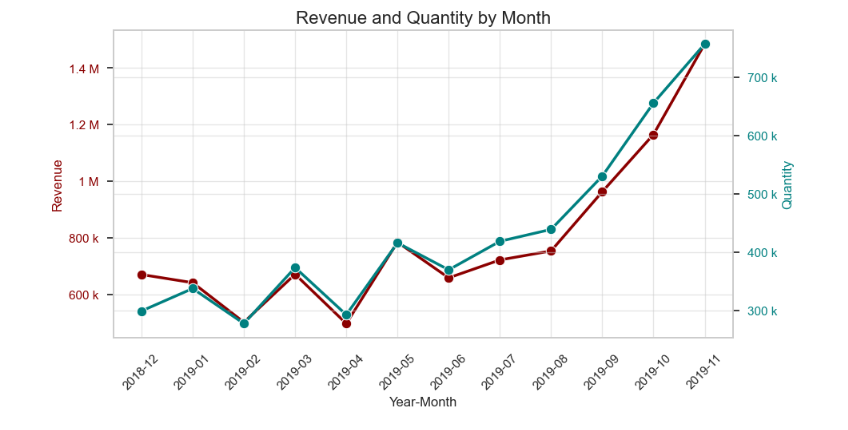 Revenue and Quantity by Month
Revenue
1.4 M
1.2 M
1 M
800 k
600 k
Quantity
700 k
600 k
500 k
400 k
300 k
2018-12
2019-01
2019-02
2019-03
2019-04
2019-05
2019-06
2019-07
2019-08
2019-09
2019-10
2019-11
Year-Month